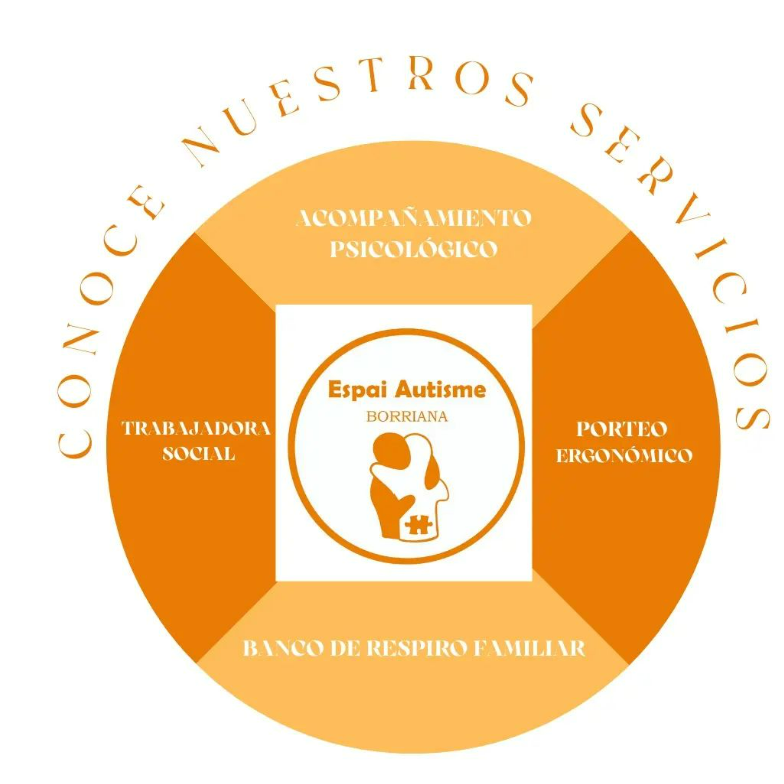 CONOCE NUESTROS SERVICIOS
ACOMPAÑAMIENTO
PSICOLÓGICO
TRABAJADORA
SOCIAL
Espai Autisme
BORRIANA
PORTEO
ERGONÓMICO
BANCO DE RESPIRO FAMILIAR